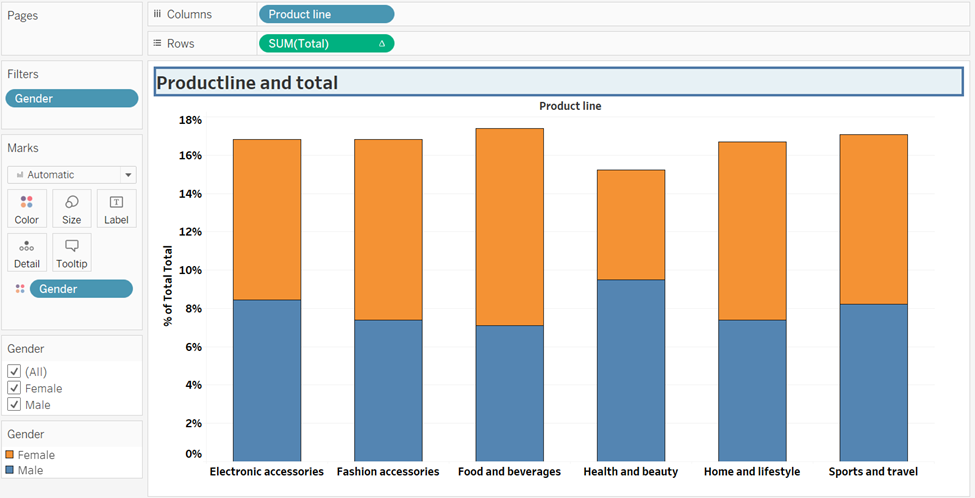 Pages
Columns
Product line
Rows
SUM(Total)
Filters
Gender
Marks
Automatic
Color
Size
Label
Detail
Tooltip
Gender
Gender
(All)
Female
Male
Gender
Female
Male
Productline and total
Product line
18%
16%
14%
12%
10%
8%
6%
4%
2%
0%
% of Total Total
Electronic accessories
Fashion accessories
Food and beverages
Health and beauty
Home and lifestyle
Sports and travel